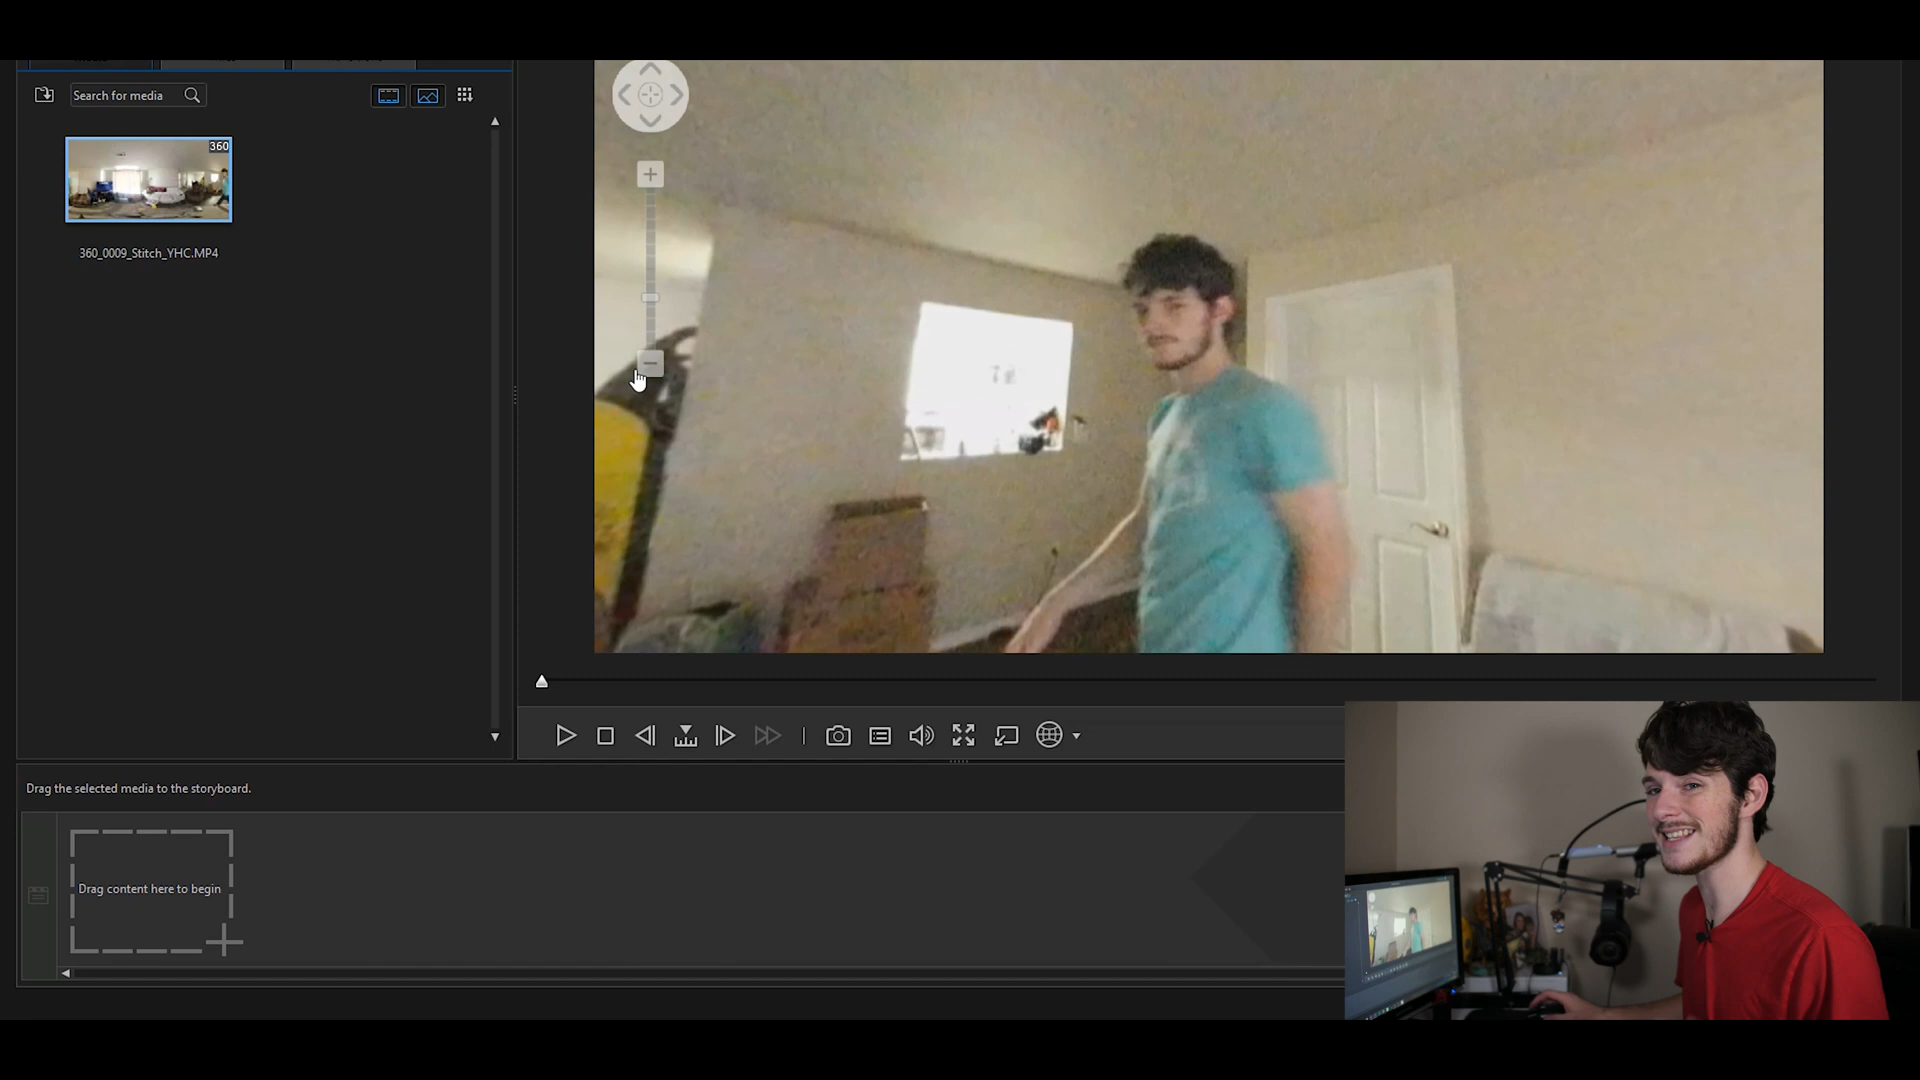 Search for media
360
360_0009_Stitch_YHC.MP4
Drag the selected media to the storyboard.
Drag content here to begin